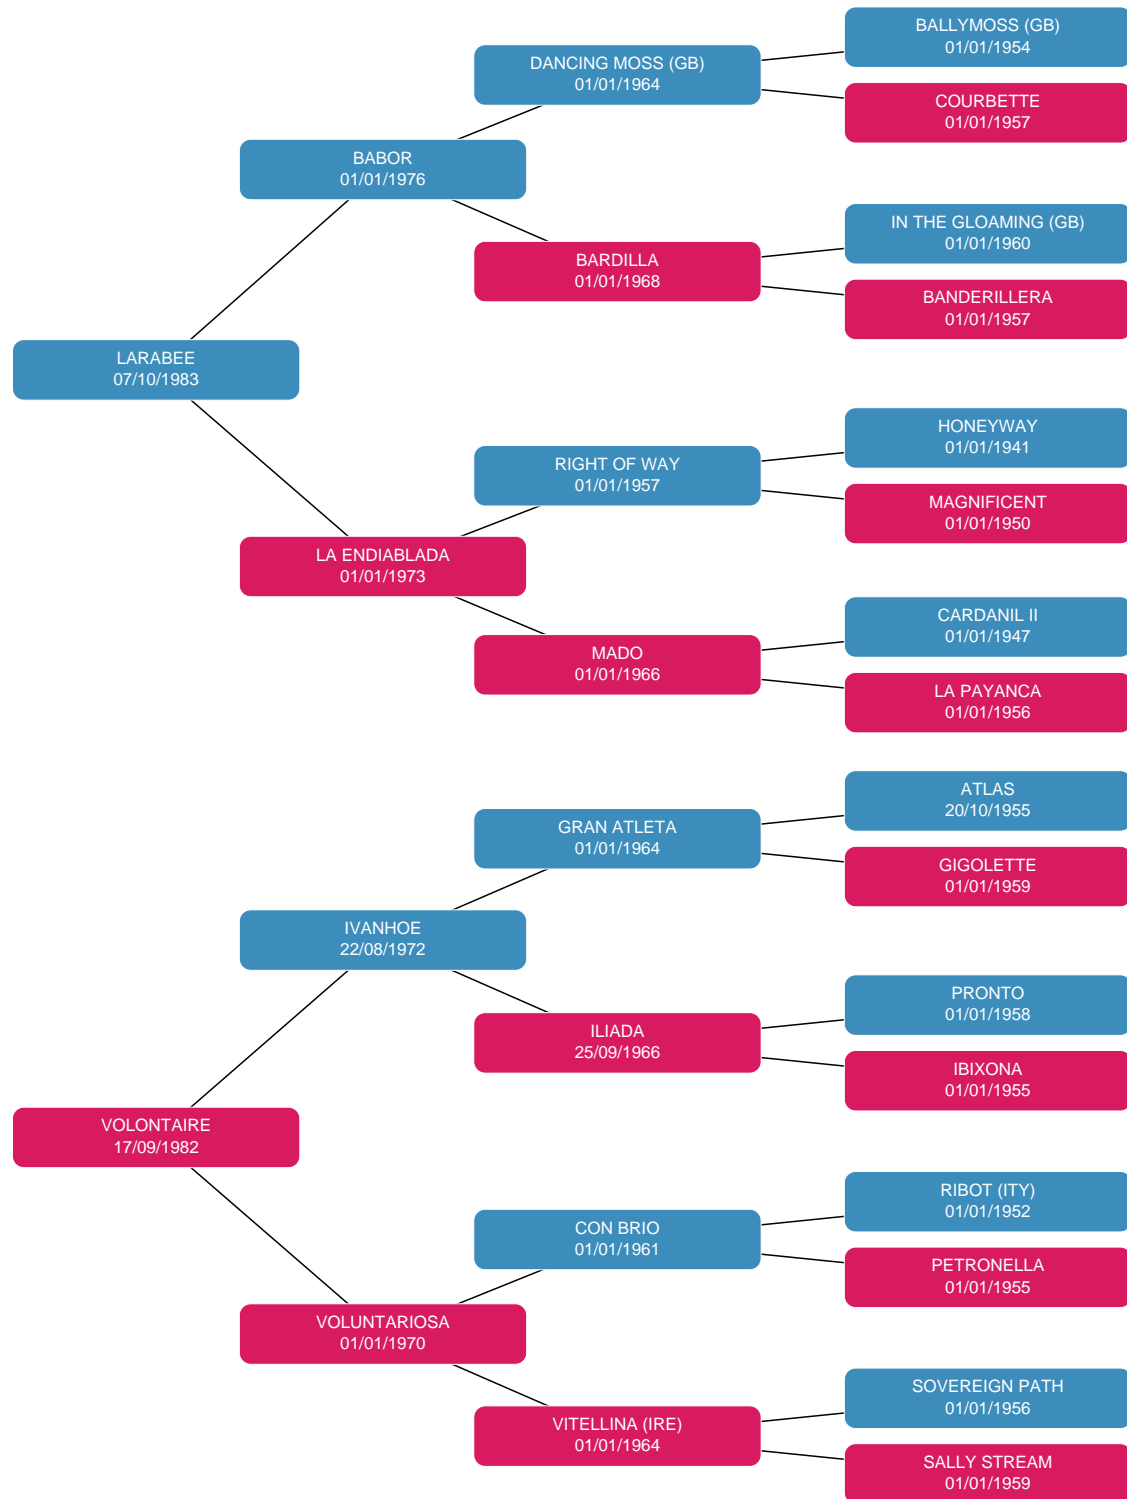 BALLYMOSS (GB)
01/01/1954
DANCING MOSS (GB)
01/01/1964
COURBETTE
01/01/1957
BABOR
01/01/1976
IN THE GLOAMING (GB)
01/01/1960
BARDILLA
01/01/1968
BANDERILLERA
01/01/1957
LARABEE
07/10/1983
HONEYWAY
01/01/1941
RIGHT OF WAY
01/01/1957
MAGNIFICENT
01/01/1950
LA ENDIABLADA
01/01/1973
CARDANIL II
01/01/1947
MADO
01/01/1966
LA PAYANCA
01/01/1956
ATLAS
20/10/1955
GRAN ATLETA
01/01/1964
GIGOLETTE
01/01/1959
IVANHOE
22/08/1972
PRONTO
01/01/1958
ILIADA
25/09/1966
IBIXONA
01/01/1955
VOLONTAIRE
17/09/1982
RIBOT (ITY)
01/01/1952
CON BRIO
01/01/1961
PETRONELLA
01/01/1955
VOLUNTARIOSA
01/01/1970
SOVEREIGN PATH
01/01/1956
VITELLINA (IRE)
01/01/1964
SALLY STREAM
01/01/1959